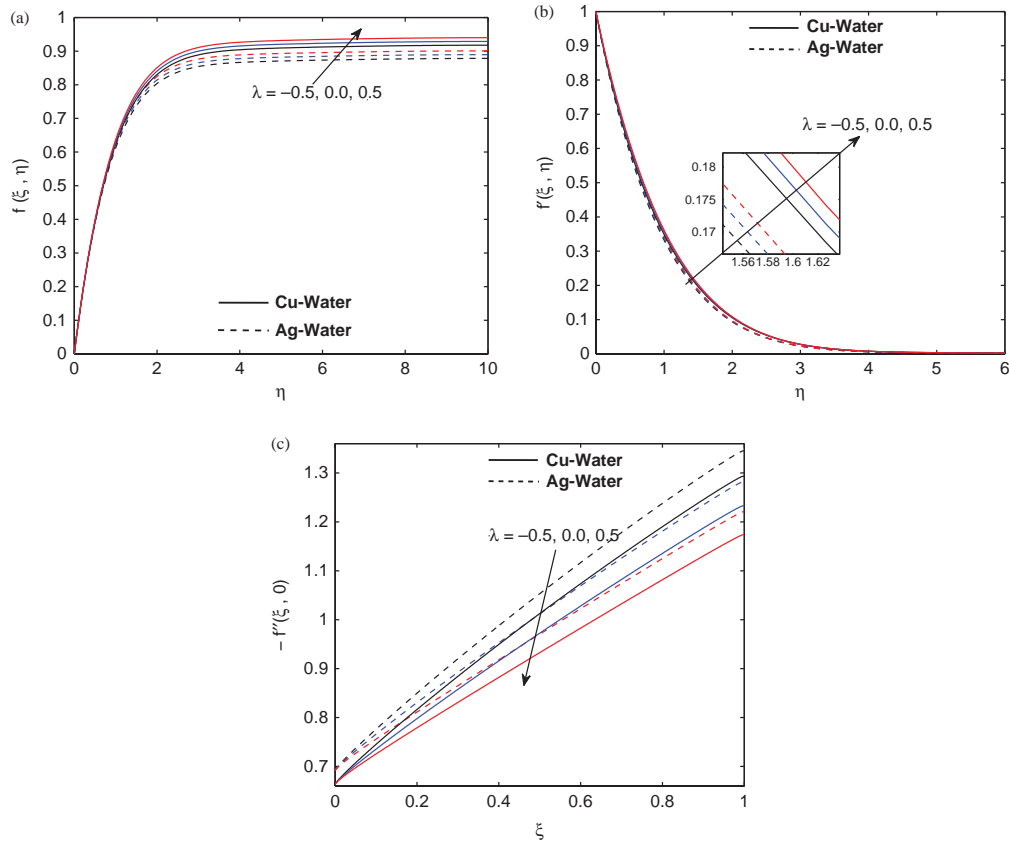 (a)
1
0.9
0.8
0.7
0.6
0.5
0.4
0.3
0.2
0.1
0
f (ξ , η)
λ = −0.5, 0.0, 0.5
Cu-Water
Ag-Water
0 2 4 6 8 10
η
(b)
1
0.9
0.8
0.7
0.6
0.5
0.4
0.3
0.2
0.1
0
f′(ξ , η)
Cu-Water
Ag-Water
λ = −0.5, 0.0, 0.5
0.18
0.175
0.17
1.56 1.58 1.6 1.62
0 1 2 3 4 5 6
η
(c)
1.3
1.2
1.1
1
0.9
0.8
0.7
− f″(ξ , 0)
Cu-Water
Ag-Water
λ = −0.5, 0.0, 0.5
0 0.2 0.4 0.6 0.8 1
ξ